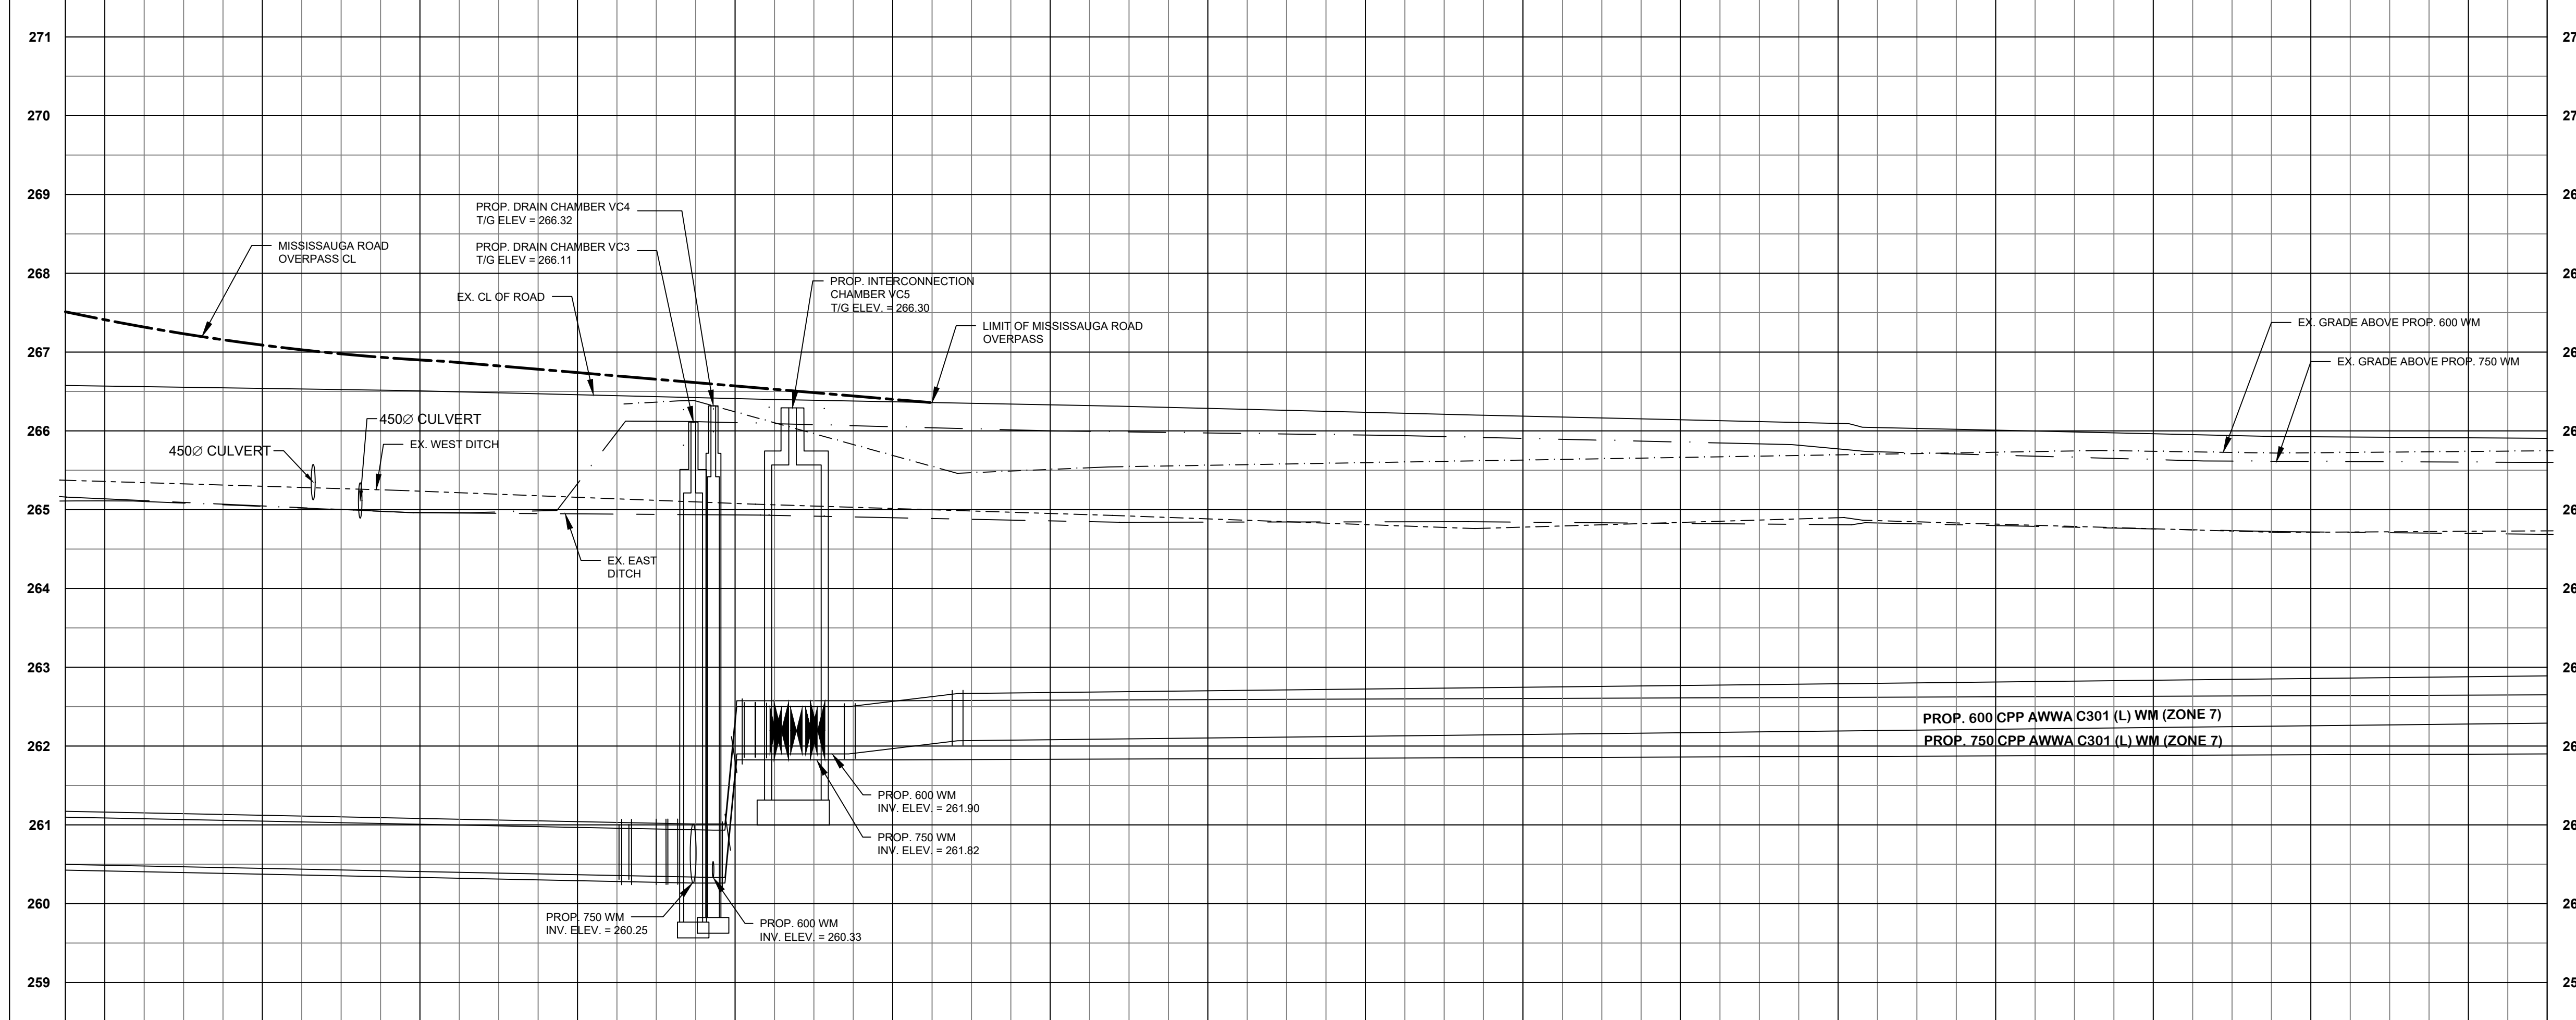 271
270
269
268
267
266
265
264
263
262
261
260
259
PROP. DRAIN CHAMBER VC4
T/G ELEV = 266.32
PROP. DRAIN CHAMBER VC3
T/G ELEV = 266.11
MISSISSAUGA ROAD
OVERPASS CL
EX. CL OF ROAD
PROP. INTERCONNECTION
CHAMBER VC5
T/G ELEV. = 266.30
LIMIT OF MISSISSAUGA ROAD
OVERPASS
EX. GRADE ABOVE PROP. 600 WM
EX. GRADE ABOVE PROP. 750 WM
450∅ CULVERT
EX. WEST DITCH
450∅ CULVERT
EX. EAST
DITCH
PROP. 600 CPP AWWA C301 (L) WM (ZONE 7)
PROP. 750 CPP AWWA C301 (L) WM (ZONE 7)
PROP. 600 WM
INV. ELEV. = 261.90
PROP. 750 WM
INV. ELEV. = 261.82
PROP. 750 WM
INV. ELEV. = 260.25
PROP. 600 WM
INV. ELEV. = 260.33